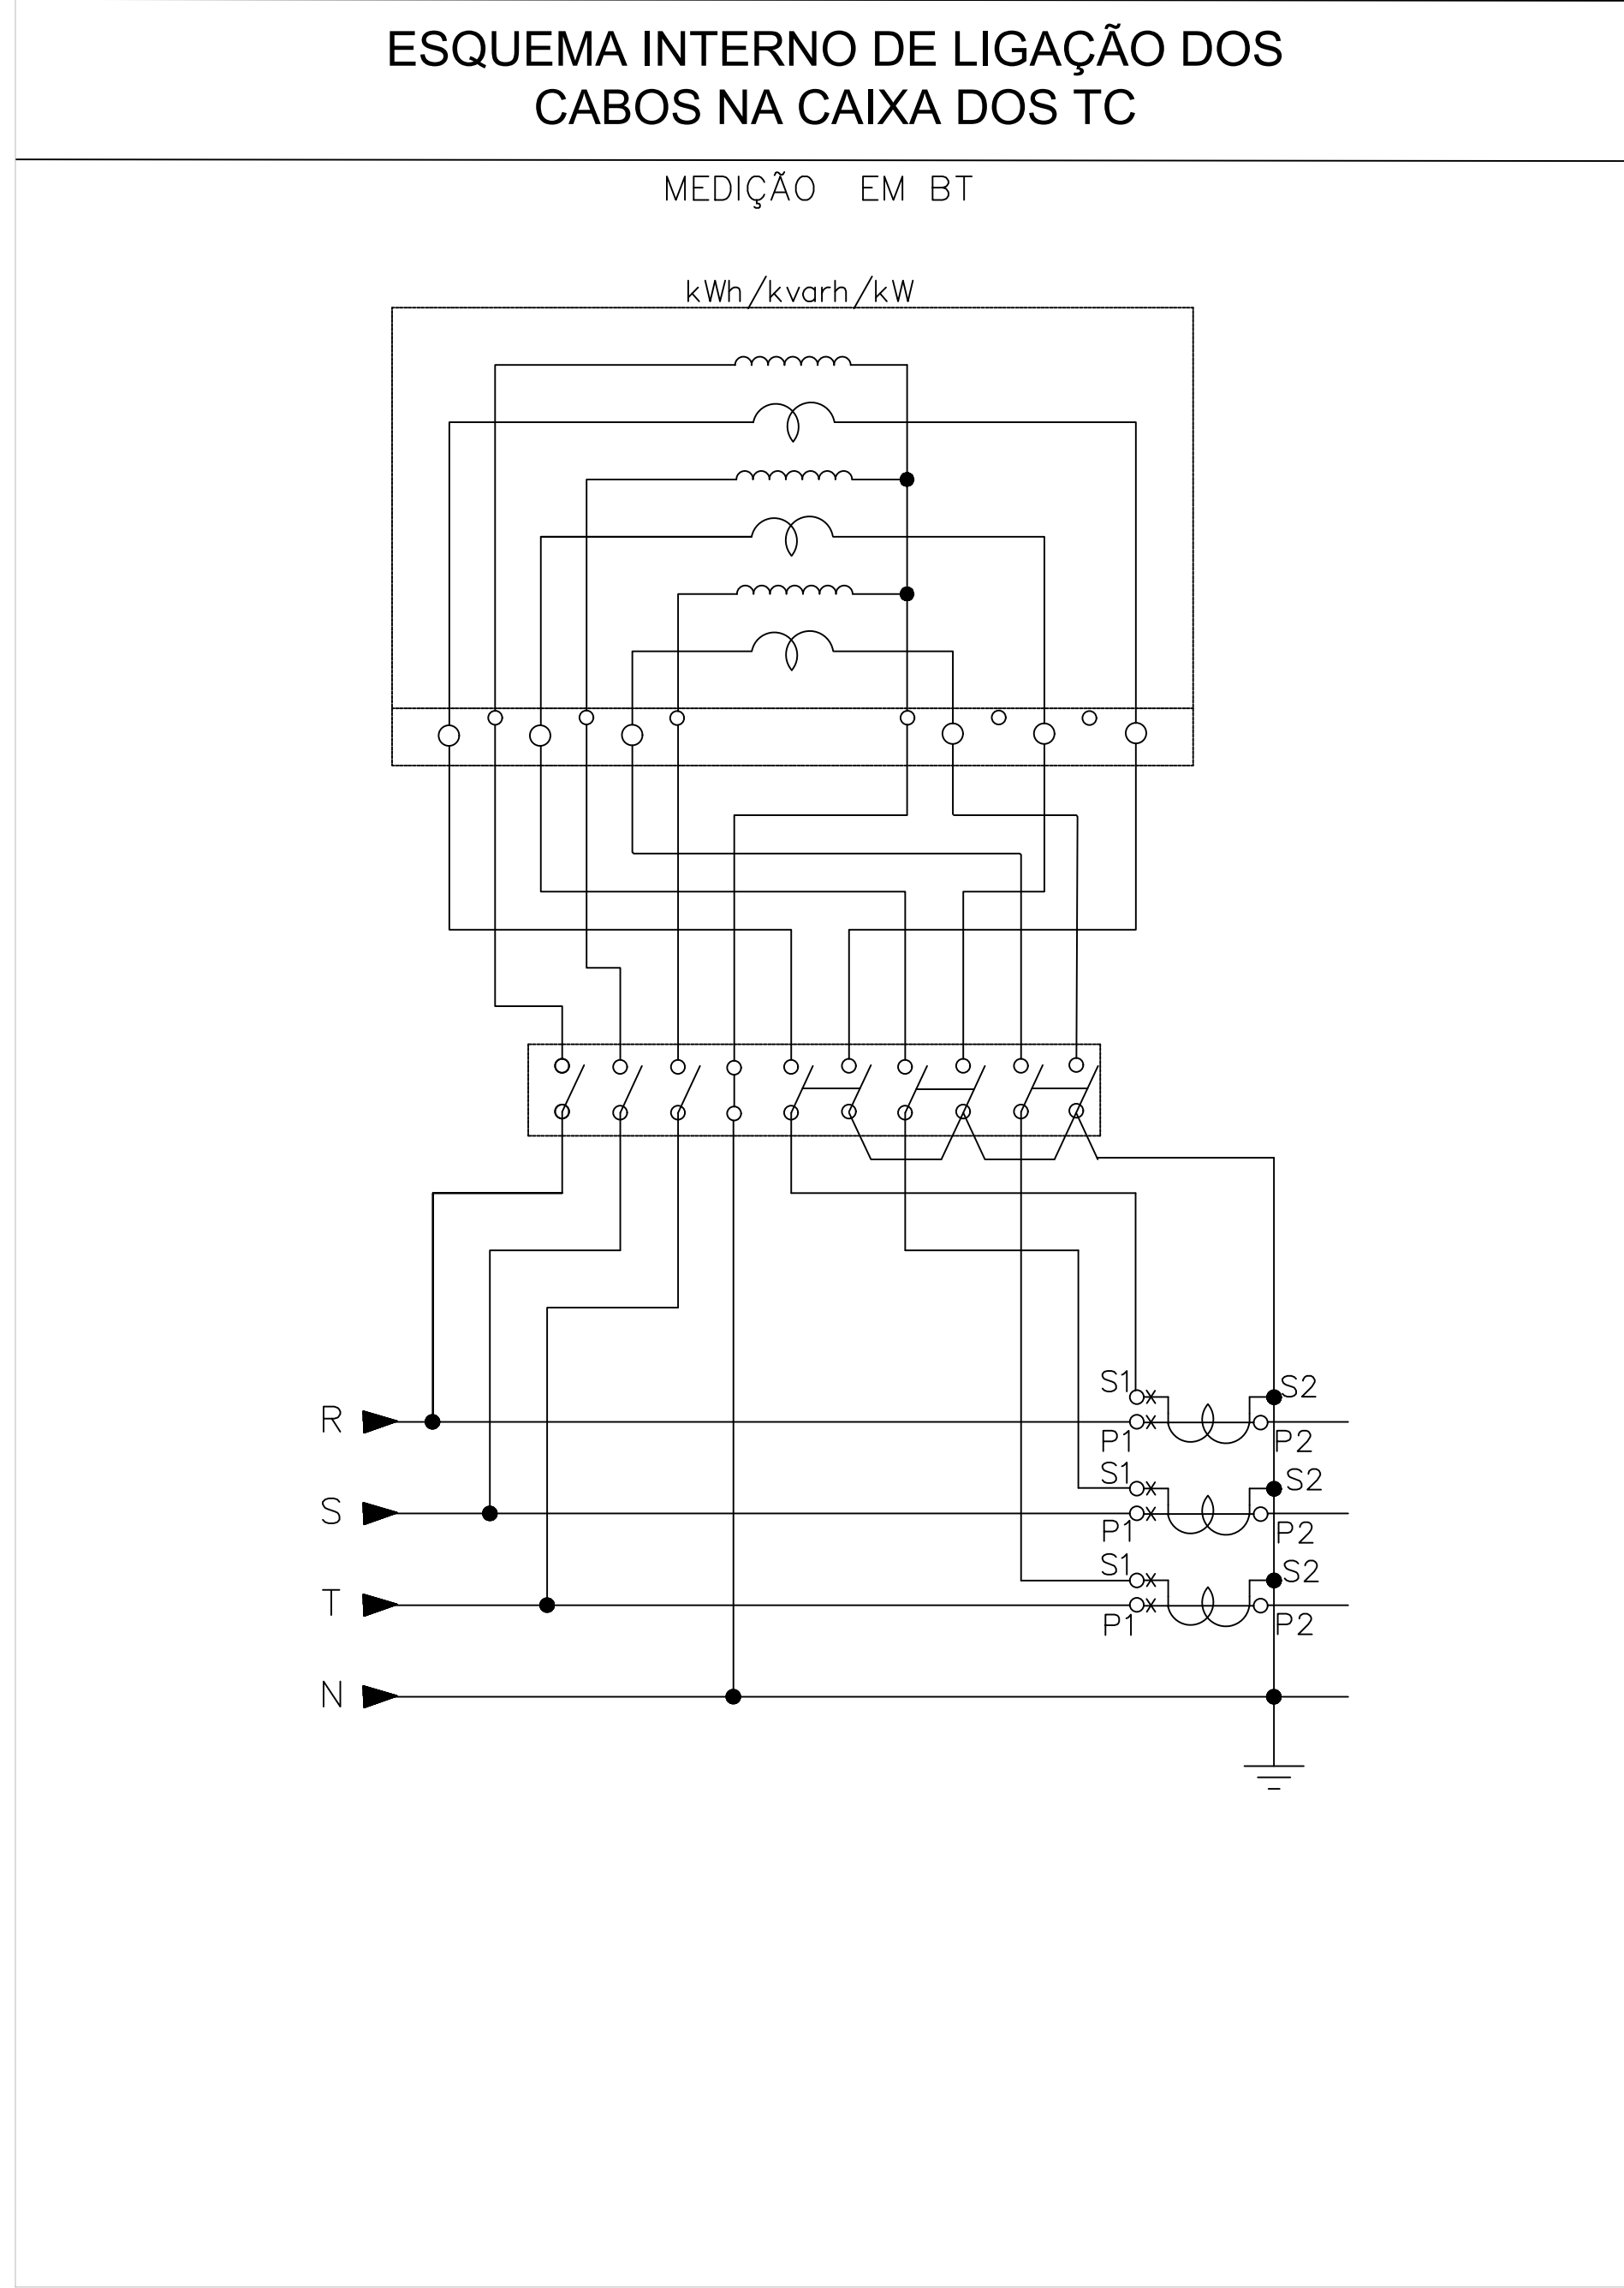 ESQUEMA INTERNO DE LIGAÇÃO DOS
CABOS NA CAIXA DOS TC
MEDIÇÃO EM BT
kWh/kvarh/kW
S1 S2
R
P1 P2
S1 S2
S
P1 P2
S1 S2
T
P1 P2
N